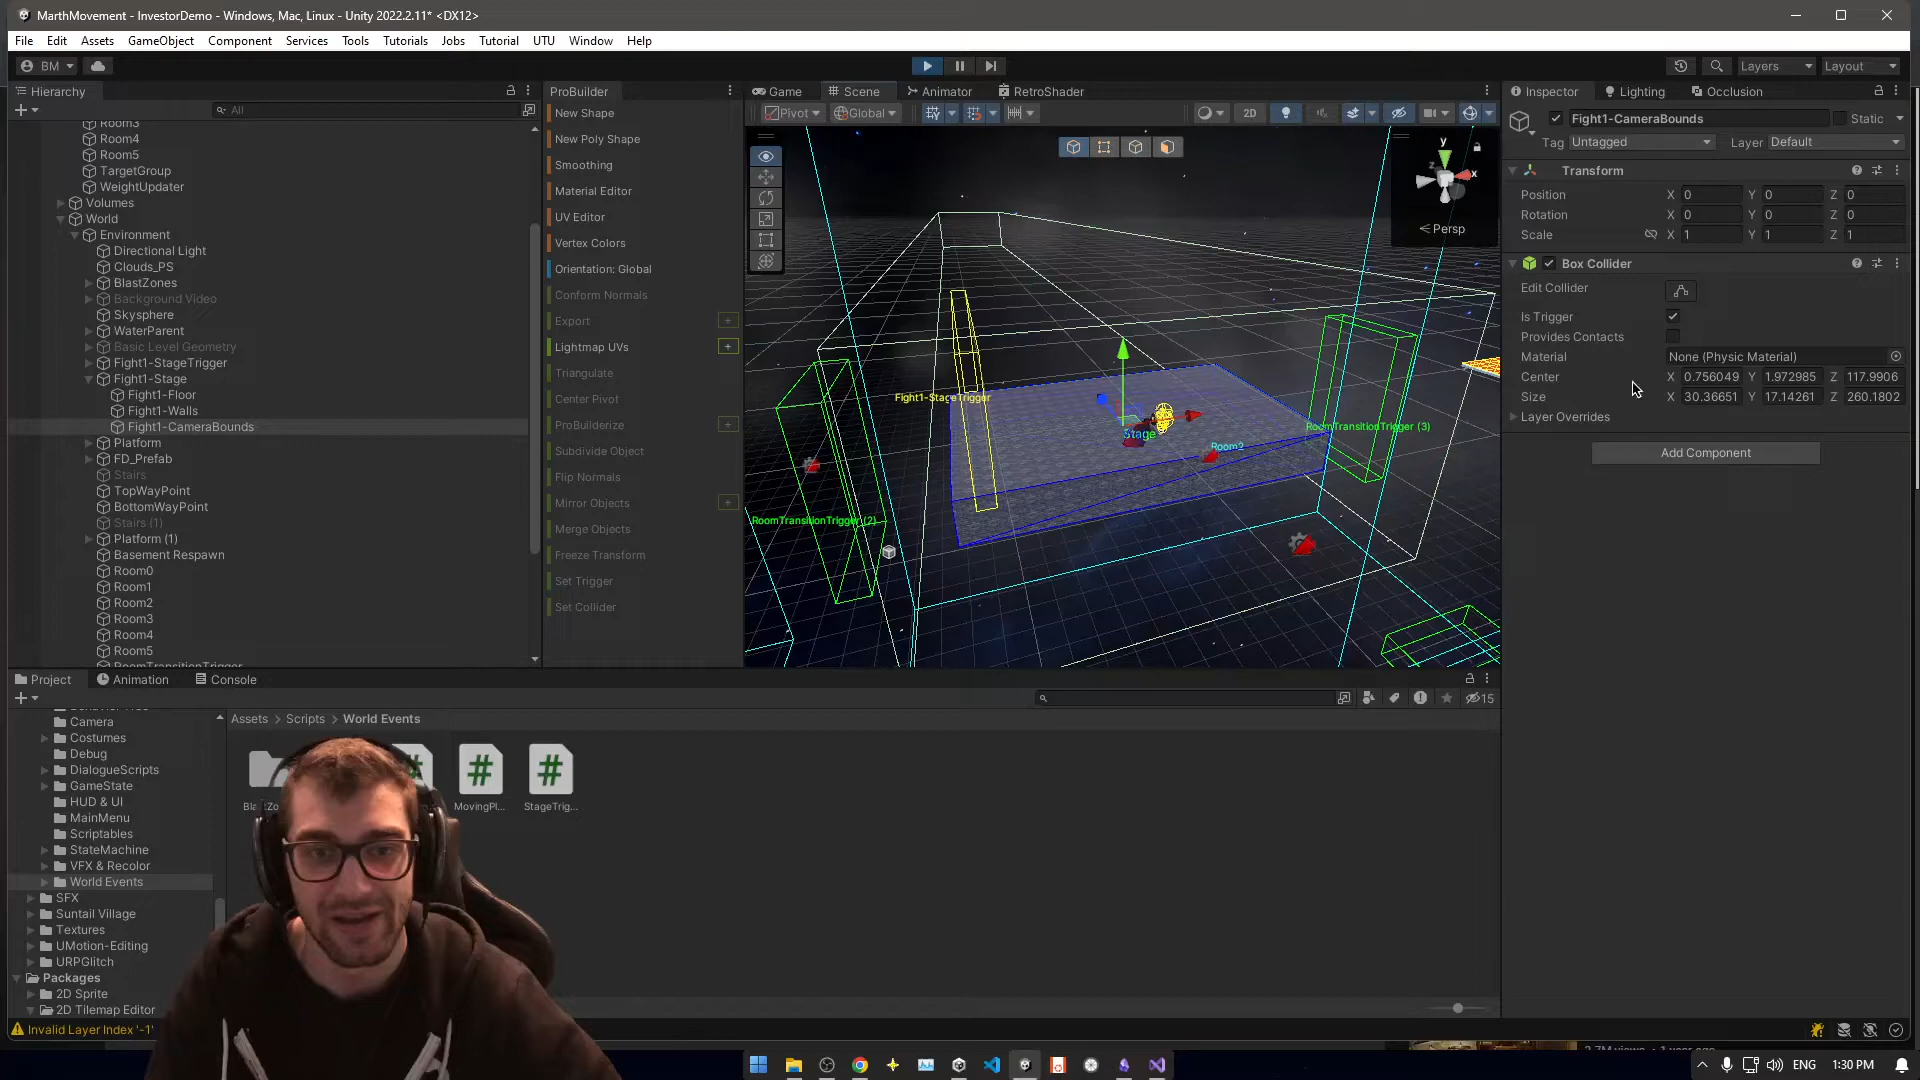 MarthMovement - InvestorDemo - Windows, Mac, Linux - Unity 2022.2.11* <DX12>
File Edit Assets GameObject Component Services Tools Tutorials Jobs Tutorial UTU Window Help
BM Layers Layout
Hierarchy
All
Room3
Room4
Room5
TargetGroup
WeightUpdater
Volumes
World
Environment
Directional Light
Clouds_PS
BlastZones
Background Video
Skysphere
WaterParent
Basic Level Geometry
Fight1-StageTrigger
Fight1-Stage
Fight1-Floor
Fight1-Walls
Fight1-CameraBounds
Platform
FD_Prefab
Stairs
TopWayPoint
BottomWayPoint
Stairs (1)
Platform (1)
Basement Respawn
Room0
Room1
Room2
Room3
Room4
Room5
RoomTransitionTrigger
ProBuilder
New Shape
New Poly Shape
Smoothing
Material Editor
UV Editor
Vertex Colors
Orientation: Global
Conform Normals
Export
Lightmap UVs
Triangulate
Center Pivot
ProBuilderize
Subdivide Object
Flip Normals
Mirror Objects
Merge Objects
Freeze Transform
Set Trigger
Set Collider
Game Scene Animator RetroShader
Pivot Global 2D
y
x
z
Persp
Fight1-StageTrigger
Stage
Room2
RoomTransitionTrigger (3)
RoomTransitionTrigger (2)
Inspector Lighting Occlusion
Fight1-CameraBounds Static
Tag Untagged Layer Default
Transform
Position X 0 Y 0 Z 0
Rotation X 0 Y 0 Z 0
Scale X 1 Y 1 Z 1
Box Collider
Edit Collider
Is Trigger
Provides Contacts
Material None (Physic Material)
Center X 0.756049 Y 1.972985 Z 117.9906
Size X 30.36651 Y 17.14261 Z 260.1802
Layer Overrides
Add Component
Project Animation Console
15
Camera
Costumes
Debug
DialogueScripts
GameState
HUD & UI
MainMenu
Scriptables
StateMachine
VFX & Recolor
World Events
SFX
Suntail Village
Textures
UMotion-Editing
URPGlitch
Packages
2D Sprite
2D Tilemap Editor
Assets > Scripts > World Events
# # #
MovingPl... StageTrig...
Invalid Layer Index '-1'
ENG 1:30 PM